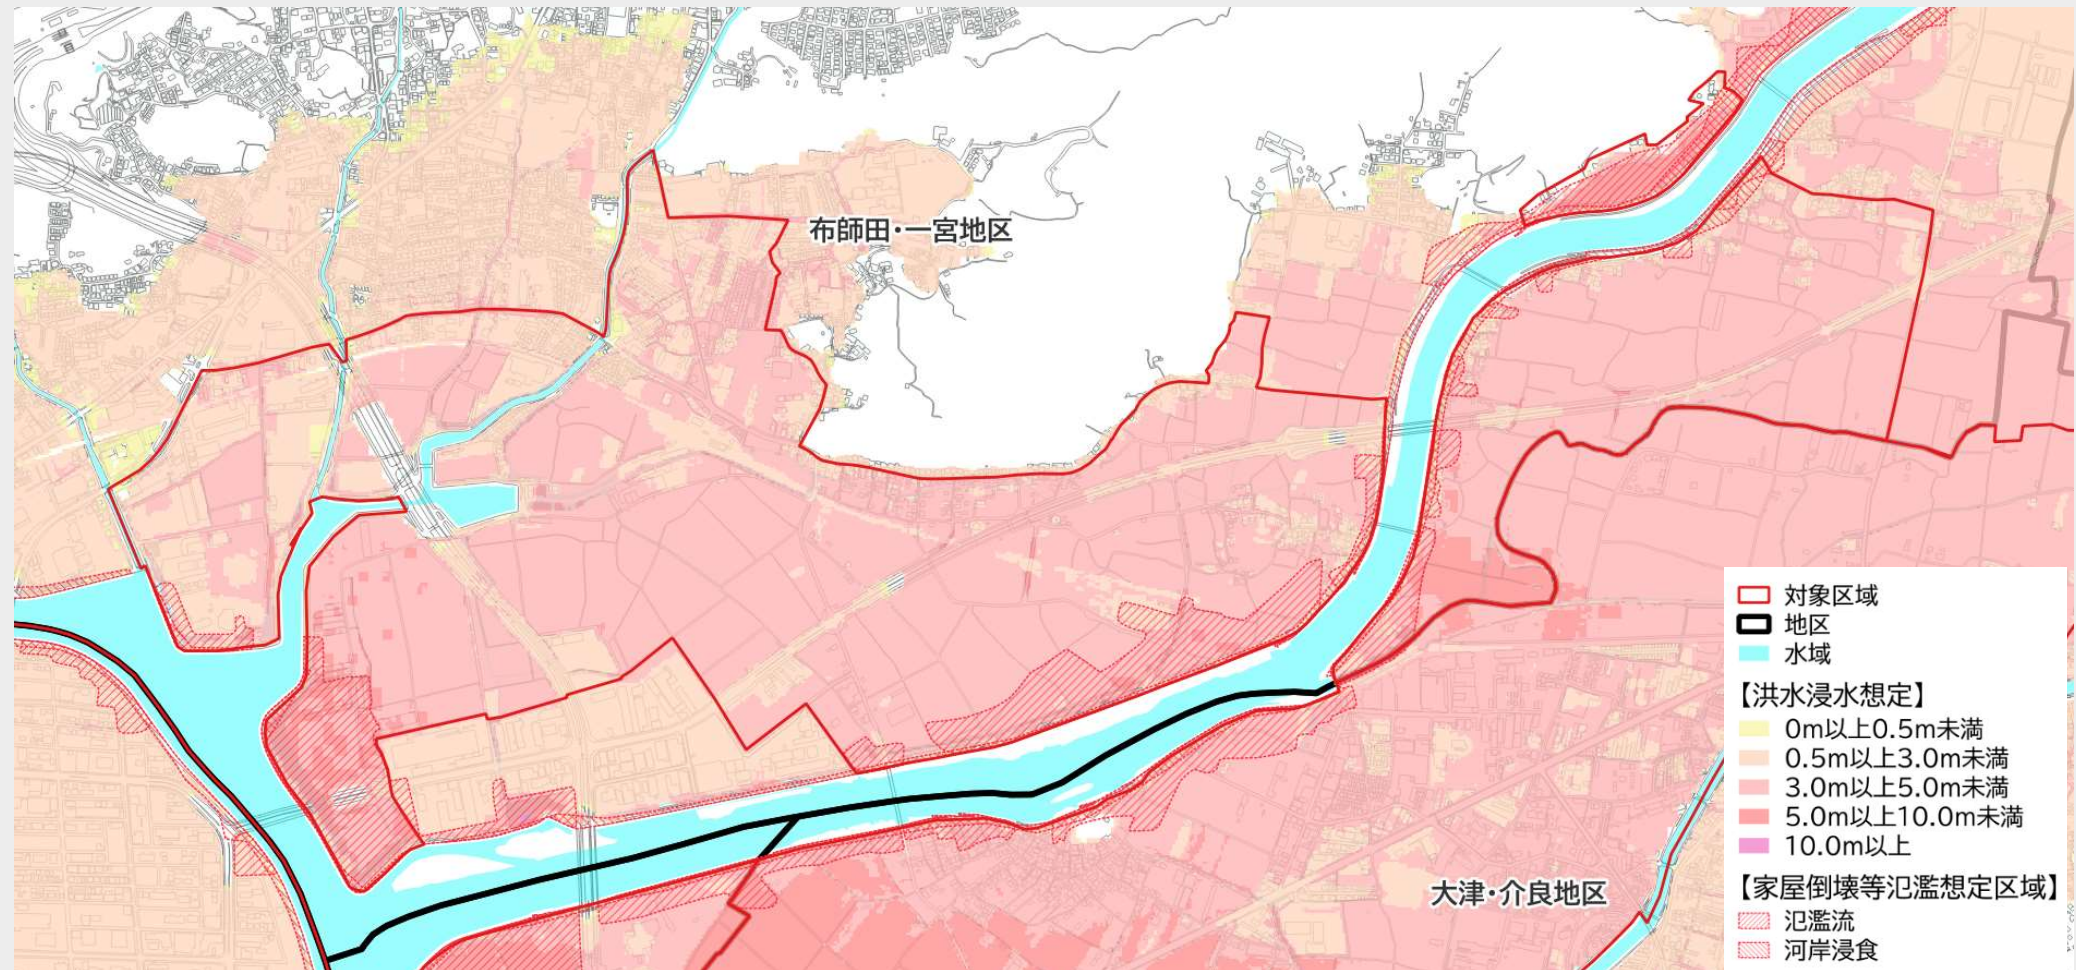 布師田・一宮地区
大津・介良地区
対象区域
地区
水域
【洪水浸水想定】
0m以上0.5m未満
0.5m以上3.0m未満
3.0m以上5.0m未満
5.0m以上10.0m未満
10.0m以上
【家屋倒壊等氾濫想定区域】
氾濫流
河岸浸食